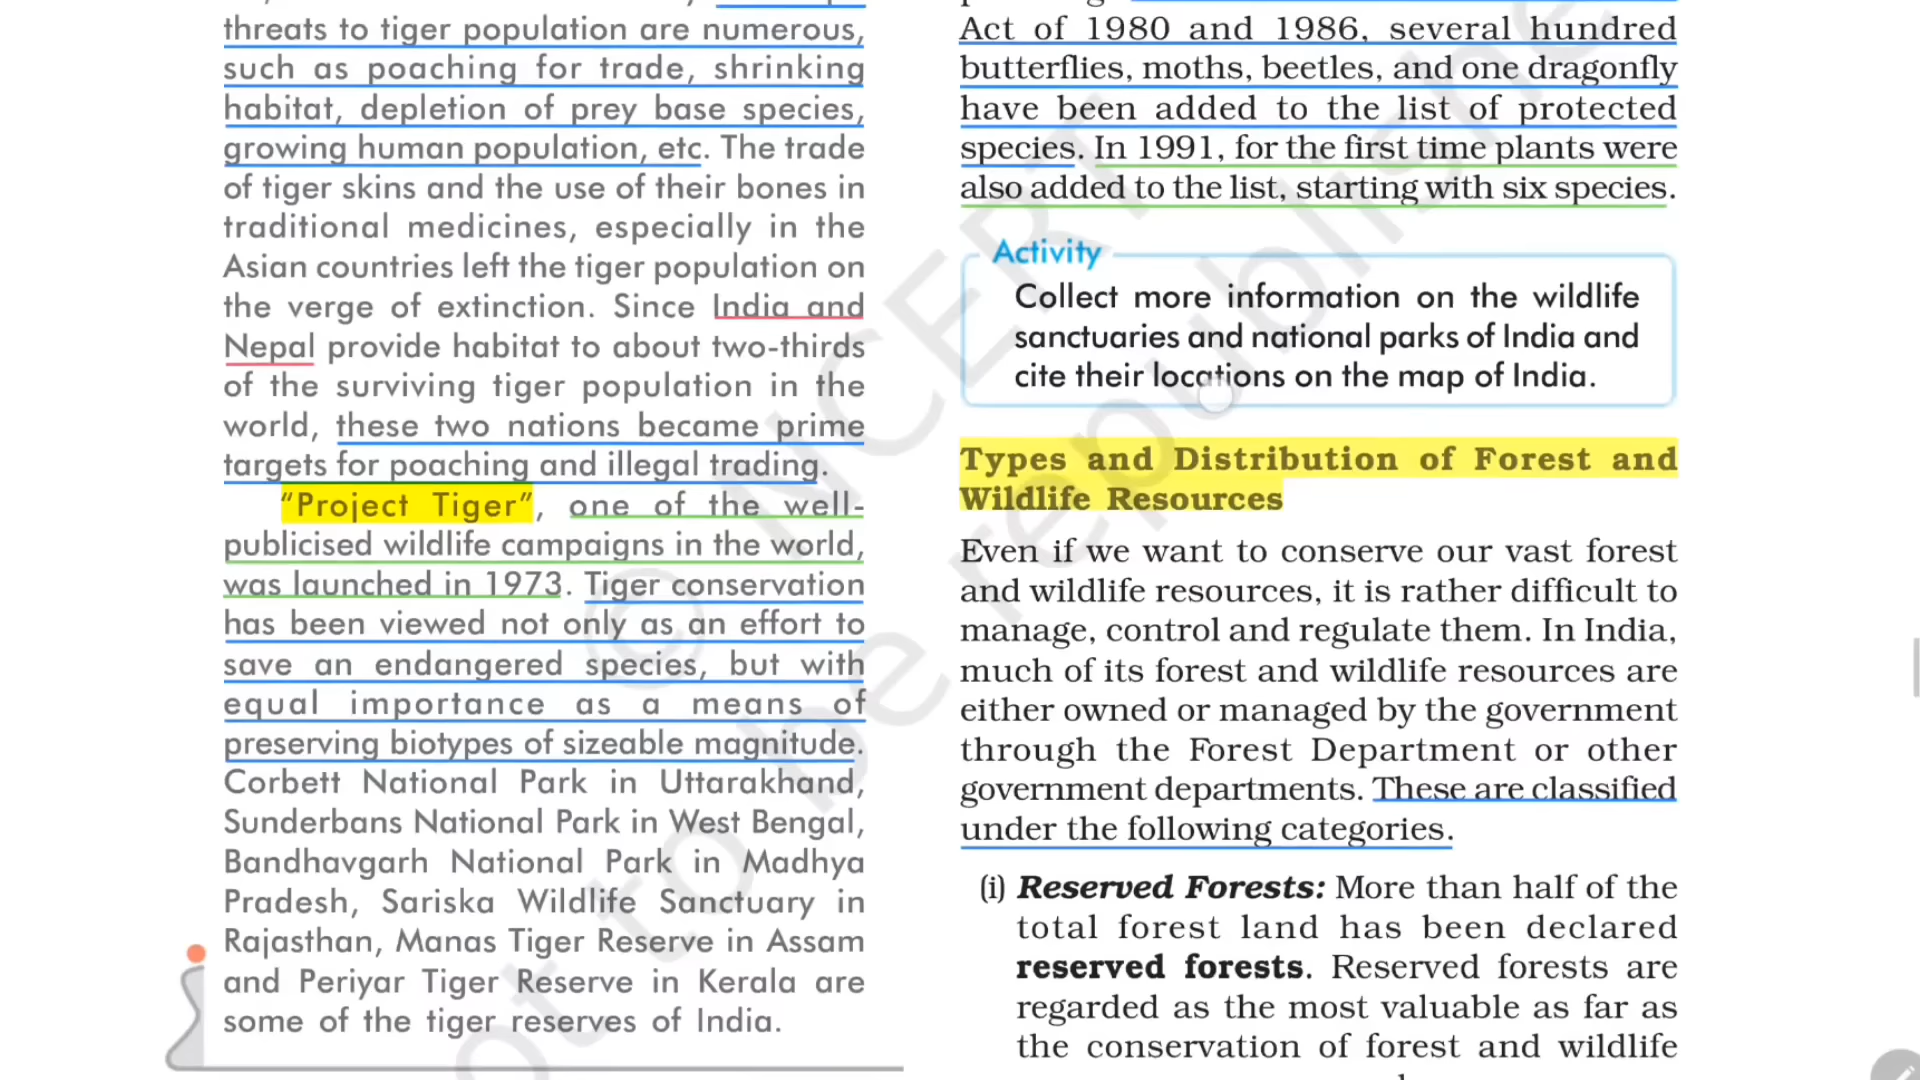 threats to tiger population are numerous,
such as poaching for trade, shrinking
habitat, depletion of prey base species,
growing human population, etc. The trade
of tiger skins and the use of their bones in
traditional medicines, especially in the
Asian countries left the tiger population on
the verge of extinction. Since India and
Nepal provide habitat to about two-thirds
of the surviving tiger population in the
world, these two nations became prime
targets for poaching and illegal trading.
“Project Tiger”, one of the well-
publicised wildlife campaigns in the world,
was launched in 1973. Tiger conservation
has been viewed not only as an effort to
save an endangered species, but with
equal importance as a means of
preserving biotypes of sizeable magnitude.
Corbett National Park in Uttarakhand,
Sunderbans National Park in West Bengal,
Bandhavgarh National Park in Madhya
Pradesh, Sariska Wildlife Sanctuary in
Rajasthan, Manas Tiger Reserve in Assam
and Periyar Tiger Reserve in Kerala are
some of the tiger reserves of India.
Act of 1980 and 1986, several hundred
butterflies, moths, beetles, and one dragonfly
have been added to the list of protected
species. In 1991, for the first time plants were
also added to the list, starting with six species.
Activity
Collect more information on the wildlife
sanctuaries and national parks of India and
cite their locations on the map of India.
Types and Distribution of Forest and
Wildlife Resources
Even if we want to conserve our vast forest
and wildlife resources, it is rather difficult to
manage, control and regulate them. In India,
much of its forest and wildlife resources are
either owned or managed by the government
through the Forest Department or other
government departments. These are classified
under the following categories.
(i) Reserved Forests: More than half of the
total forest land has been declared
reserved forests. Reserved forests are
regarded as the most valuable as far as
the conservation of forest and wildlife
© NCERT
not to be republishe